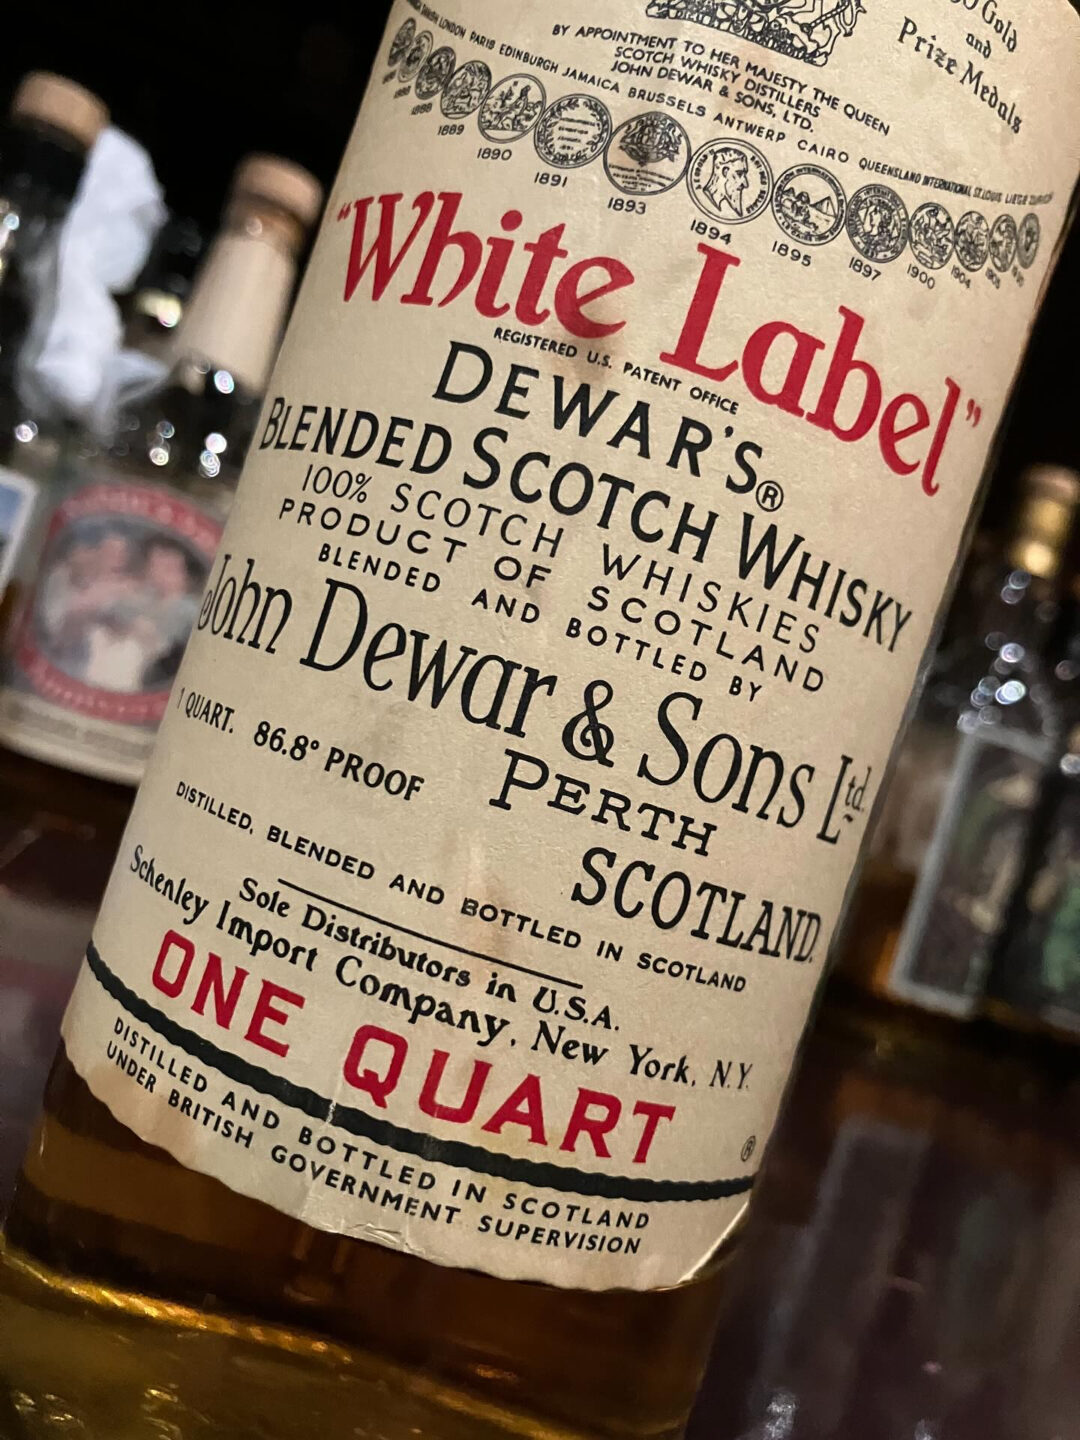 Gold
and
Prize Medals
BY APPOINTMENT TO HER MAJESTY THE QUEEN
SCOTCH WHISKY DISTILLERS
JOHN DEWAR & SONS, LTD.
LONDON PARIS EDINBURGH JAMAICA BRUSSELS ANTWERP CAIRO QUEENSLAND INTERNATIONAL ST. LOUIS LIEGE
1888 1889 1890 1891 1893 1894 1895 1897 1900 1904
"White Label"
REGISTERED U.S. PATENT OFFICE
DEWAR'S®
BLENDED SCOTCH WHISKY
100% SCOTCH WHISKIES
PRODUCT OF SCOTLAND
BLENDED AND BOTTLED BY
John Dewar & Sons Ltd.
1 QUART. 86.8° PROOF
PERTH
SCOTLAND.
DISTILLED, BLENDED AND BOTTLED IN SCOTLAND
Sole Distributors in U.S.A.
Schenley Import Company, New York, N.Y.
ONE QUART
®
DISTILLED AND BOTTLED IN SCOTLAND
UNDER BRITISH GOVERNMENT SUPERVISION